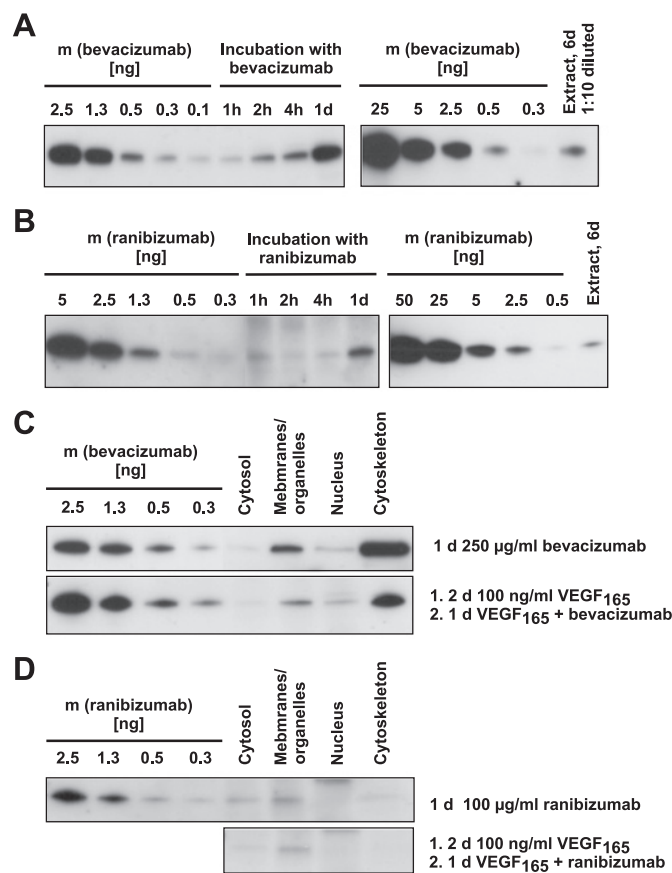 A
m (bevacizumab)
[ng]
Incubation with
bevacizumab
m (bevacizumab)
[ng]
Extract, 6d
1:10 diluted
2.5 1.3 0.5 0.3 0.1 1h 2h 4h 1d
25 5 2.5 0.5 0.3
B
m (ranibizumab)
[ng]
Incubation with
ranibizumab
m (ranibizumab)
[ng]
Extract, 6d
5 2.5 1.3 0.5 0.3 1h 2h 4h 1d
50 25 5 2.5 0.5
C
m (bevacizumab)
[ng]
Cytosol
Mebmranes/
organelles
Nucleus
Cytoskeleton
2.5 1.3 0.5 0.3
1 d 250 µg/ml bevacizumab
1. 2 d 100 ng/ml VEGF165
2. 1 d VEGF165 + bevacizumab
D
m (ranibizumab)
[ng]
Cytosol
Mebmranes/
organelles
Nucleus
Cytoskeleton
2.5 1.3 0.5 0.3
1 d 100 µg/ml ranibizumab
1. 2 d 100 ng/ml VEGF165
2. 1 d VEGF165 + ranibizumab